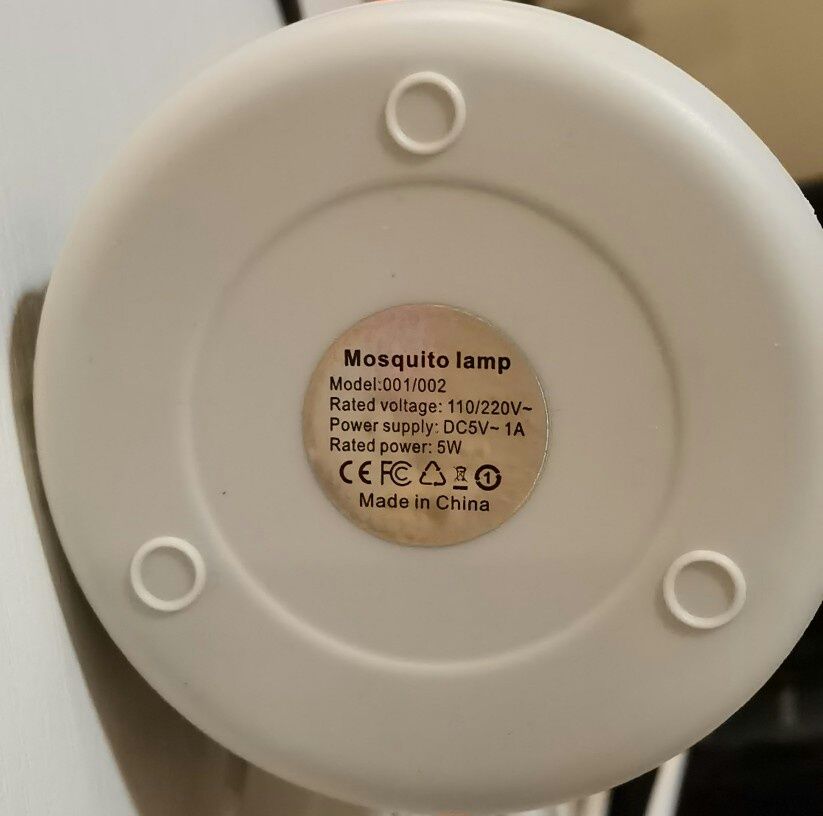 Mosquito lamp
Model:001/002
Rated voltage: 110/220V~
Power supply: DC5V~ 1A
Rated power: 5W
CE FC 1
Made in China